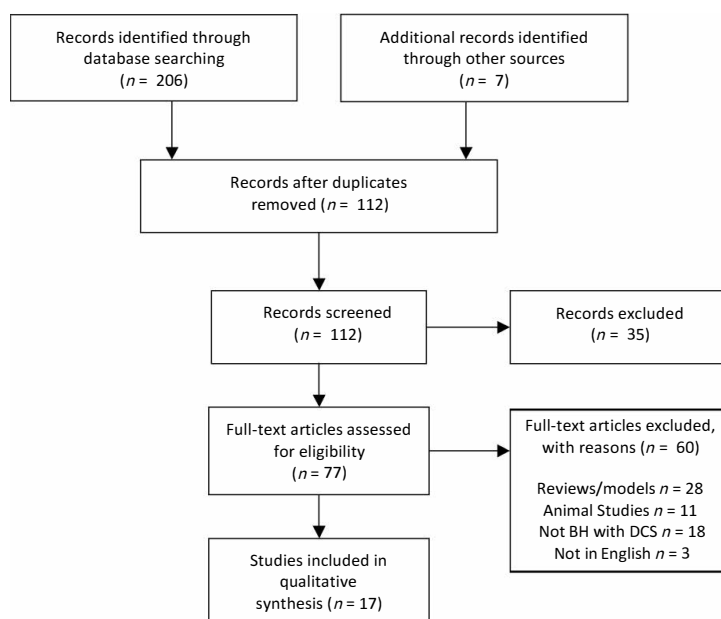 Records identified through
database searching
(n = 206)
Additional records identified
through other sources
(n = 7)
Records after duplicates
removed (n = 112)
Records screened
(n = 112)
Records excluded
(n = 35)
Full-text articles assessed
for eligibility
(n = 77)
Full-text articles excluded,
with reasons (n = 60)
Reviews/models n = 28
Animal Studies n = 11
Not BH with DCS n = 18
Not in English n = 3
Studies included in
qualitative
synthesis (n = 17)